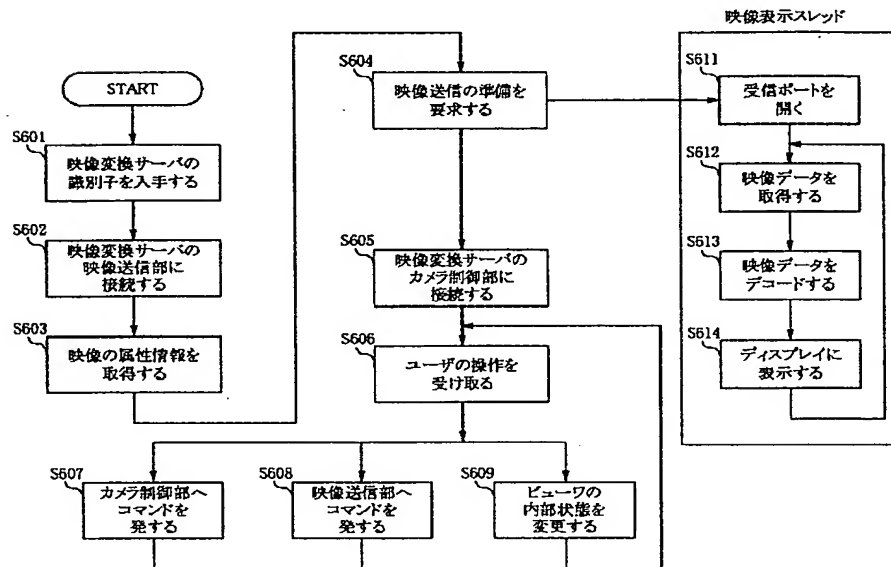 START
S601
映像変換サーバの
識別子を入手する
S602
映像変換サーバの
映像送信部に
接続する
S603
映像の属性情報を
取得する
S604
映像送信の準備を
要求する
S605
映像変換サーバの
カメラ制御部に
接続する
S606
ユーザの操作を
受け取る
S607
カメラ制御部へ
コマンドを
発する
S608
映像送信部へ
コマンドを
発する
S609
ビューワの
内部状態を
変更する
映像表示スレッド
S611
受信ポートを
開く
S612
映像データを
取得する
S613
映像データを
デコードする
S614
ディスプレイに
表示する